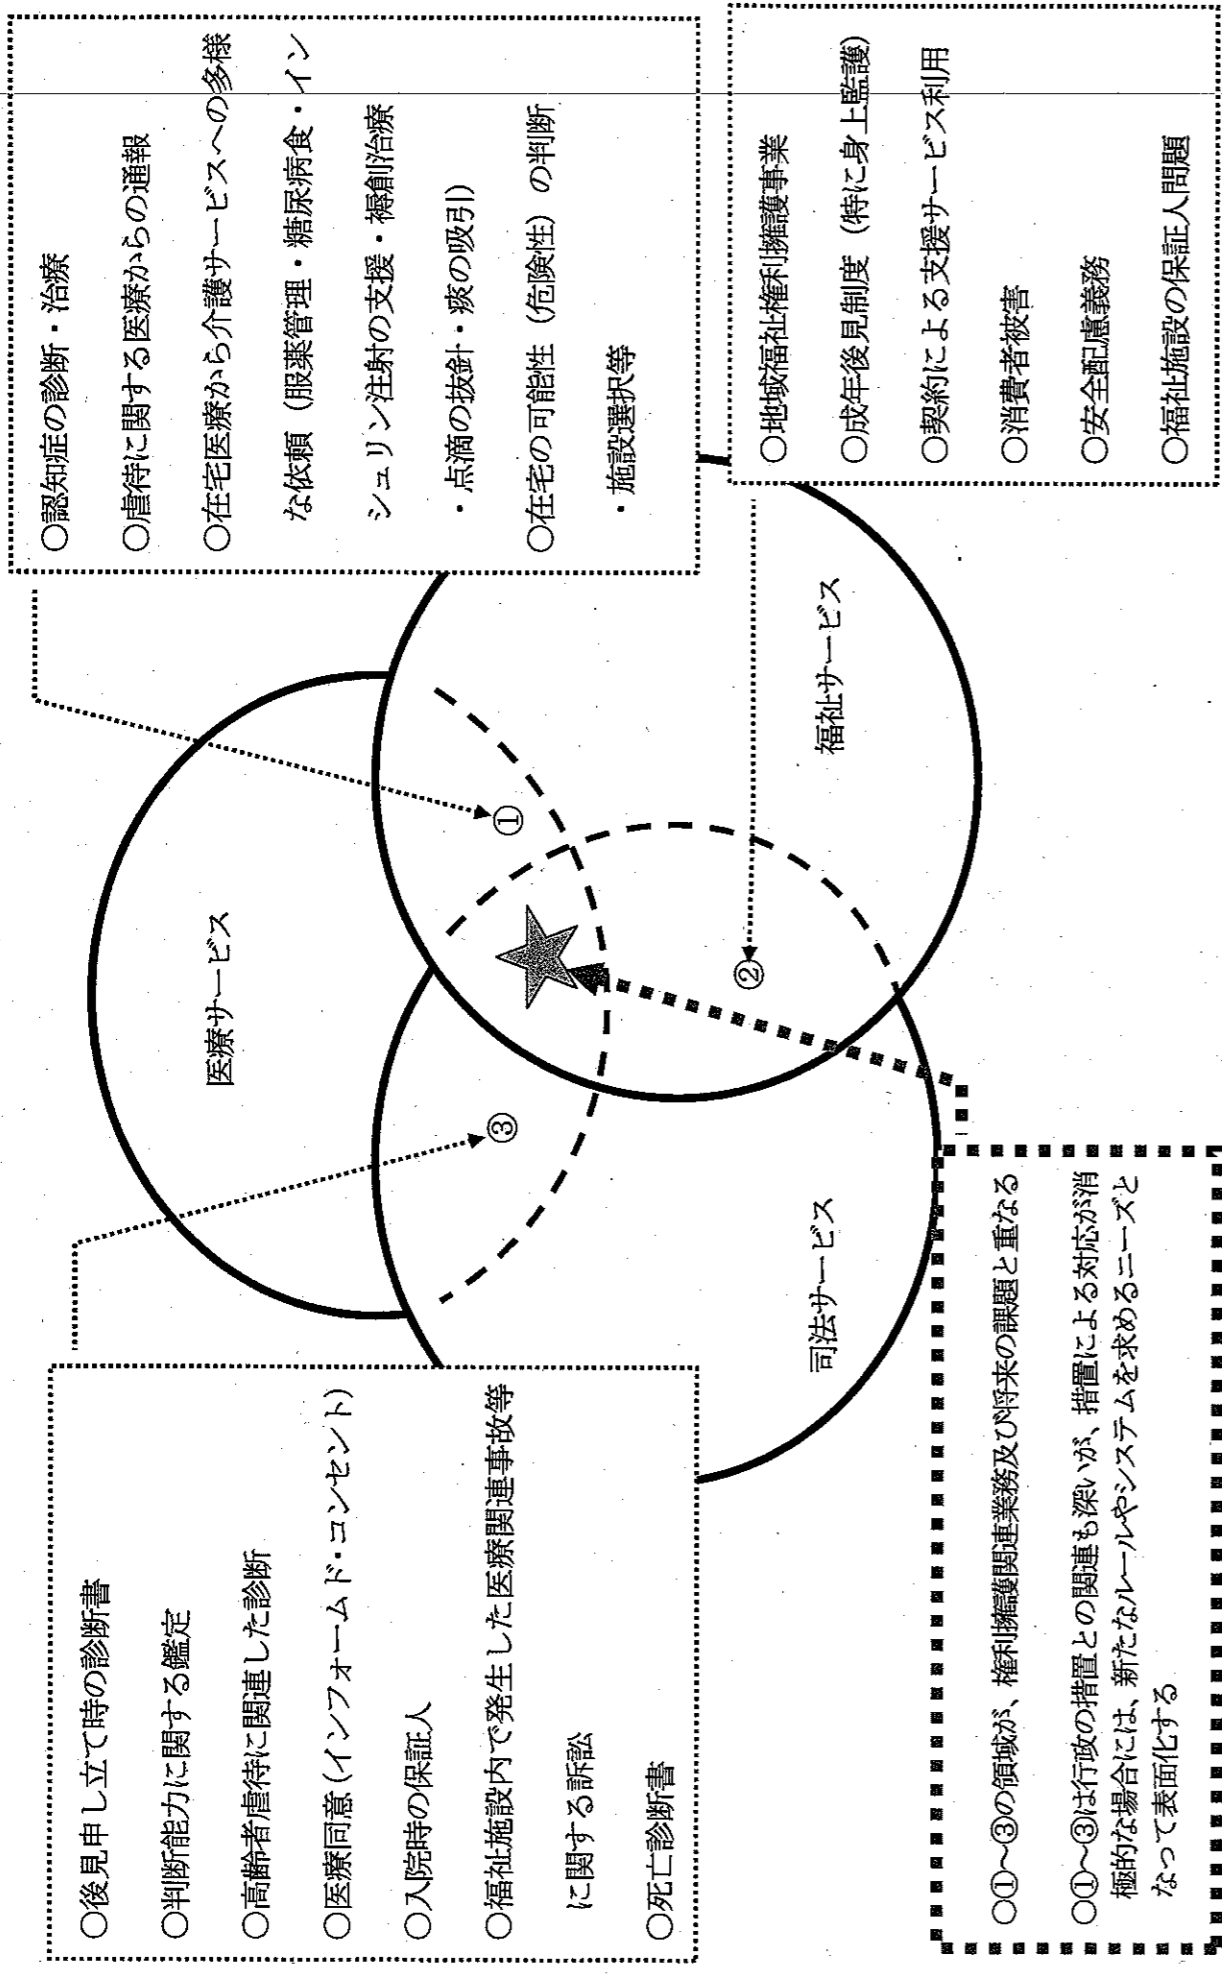 ○後見申し立て時の診断書
○判断能力に関する鑑定
○高齢者虐待に関連した診断
○医療同意(インフォームド・コンセント)
○入院時の保証人
○福祉施設内で発生した医療関連事故等
に関する訴訟
○死亡診断書
医療サービス
○認知症の診断・治療
○虐待に関する医療からの通報
○在宅医療から介護サービスへの多様
な依頼（服薬管理・糖尿病食・イン
シュリン注射の支援・褥創治療
・点滴の抜針・痰の吸引）
○在宅の可能性（危険性）の判断
・施設選択等
③
①
②
司法サービス
福祉サービス
○地域福祉権利擁護事業
○成年後見制度（特に身上監護）
○契約による支援サービス利用
○消費者被害
○安全配慮義務
○福祉施設の保証人問題
○①～③の領域が、権利擁護関連業務及び将来の課題と重なる
○①～③は行政の措置との関連も深いが、措置による対応が消
極的な場合には、新たなルールやシステムを求めるニーズと
なって表面化する